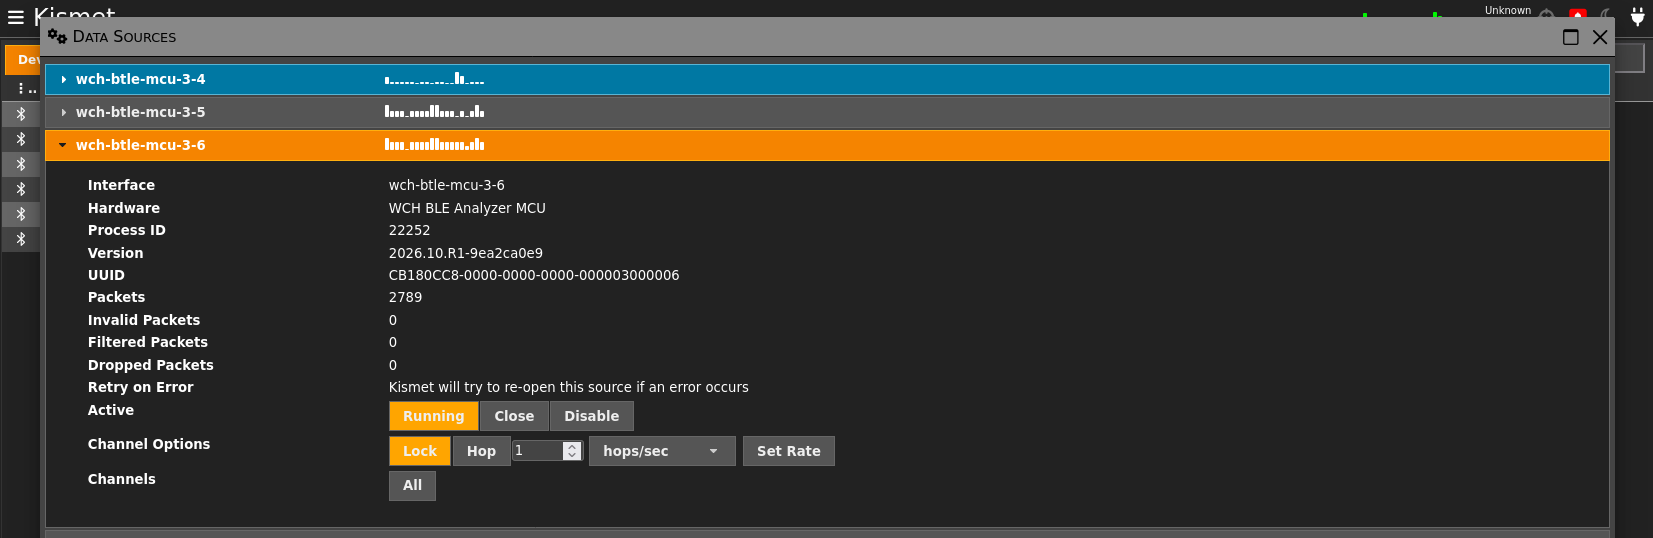 Kismet
Unknown
Data Sources
Dev
wch-btle-mcu-3-4
..
wch-btle-mcu-3-5
wch-btle-mcu-3-6
Interface wch-btle-mcu-3-6
Hardware WCH BLE Analyzer MCU
Process ID 22252
Version 2026.10.R1-9ea2ca0e9
UUID CB180CC8-0000-0000-0000-000003000006
Packets 2789
Invalid Packets 0
Filtered Packets 0
Dropped Packets 0
Retry on Error Kismet will try to re-open this source if an error occurs
Active Running Close Disable
Channel Options Lock Hop 1 hops/sec Set Rate
Channels All